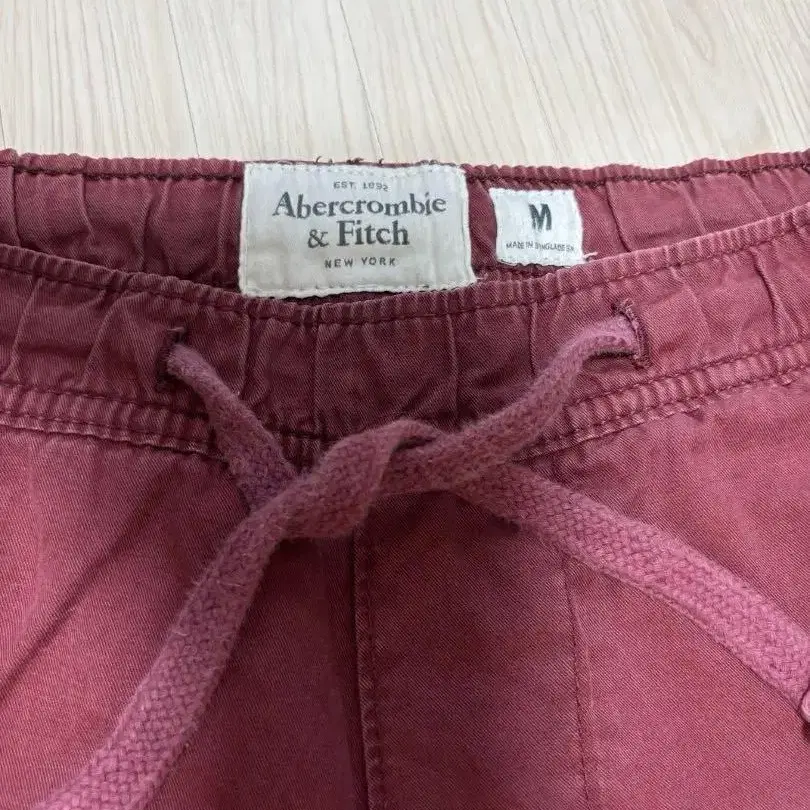 EST. 1892
Abercrombie
& Fitch
NEW YORK
M
MADE IN BANGLADESH